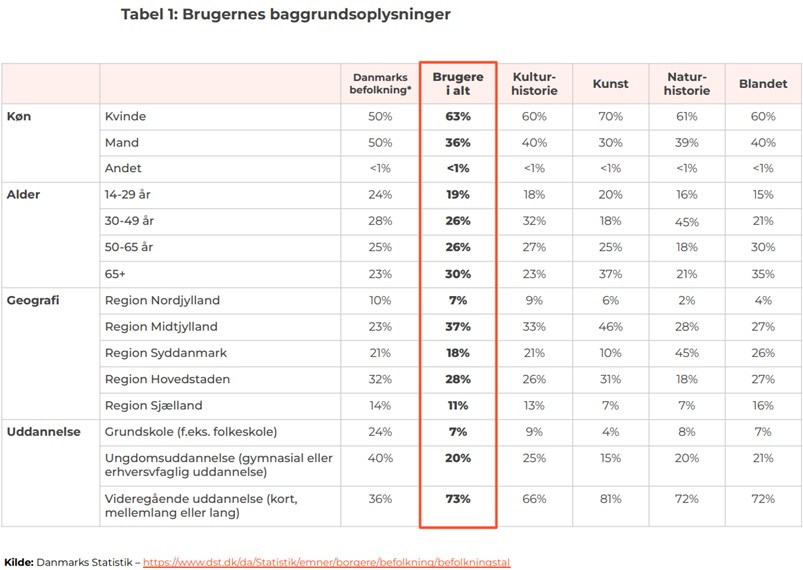 Tabel 1: Brugernes baggrundsoplysninger
Danmarks befolkning* Brugere i alt Kultur-historie Kunst Natur-historie Blandet
Køn Kvinde 50% 63% 60% 70% 61% 60%
Mand 50% 36% 40% 30% 39% 40%
Andet <1% <1% <1% <1% <1% <1%
Alder 14-29 år 24% 19% 18% 20% 16% 15%
30-49 år 28% 26% 32% 18% 45% 21%
50-65 år 25% 26% 27% 25% 18% 30%
65+ 23% 30% 23% 37% 21% 35%
Geografi Region Nordjylland 10% 7% 9% 6% 2% 4%
Region Midtjylland 23% 37% 33% 46% 28% 27%
Region Syddanmark 21% 18% 21% 10% 45% 26%
Region Hovedstaden 32% 28% 26% 31% 18% 27%
Region Sjælland 14% 11% 13% 7% 7% 16%
Uddannelse Grundskole (f.eks. folkeskole) 24% 7% 9% 4% 8% 7%
Ungdomsuddannelse (gymnasial eller 40% 20% 25% 15% 20% 21%
erhversvfaglig uddannelse)
Videregående uddannelse (kort, 36% 73% 66% 81% 72% 72%
mellemlang eller lang)
Kilde: Danmarks Statistik – https://www.dst.dk/da/Statistik/emner/borgere/befolkning/befolkningstal